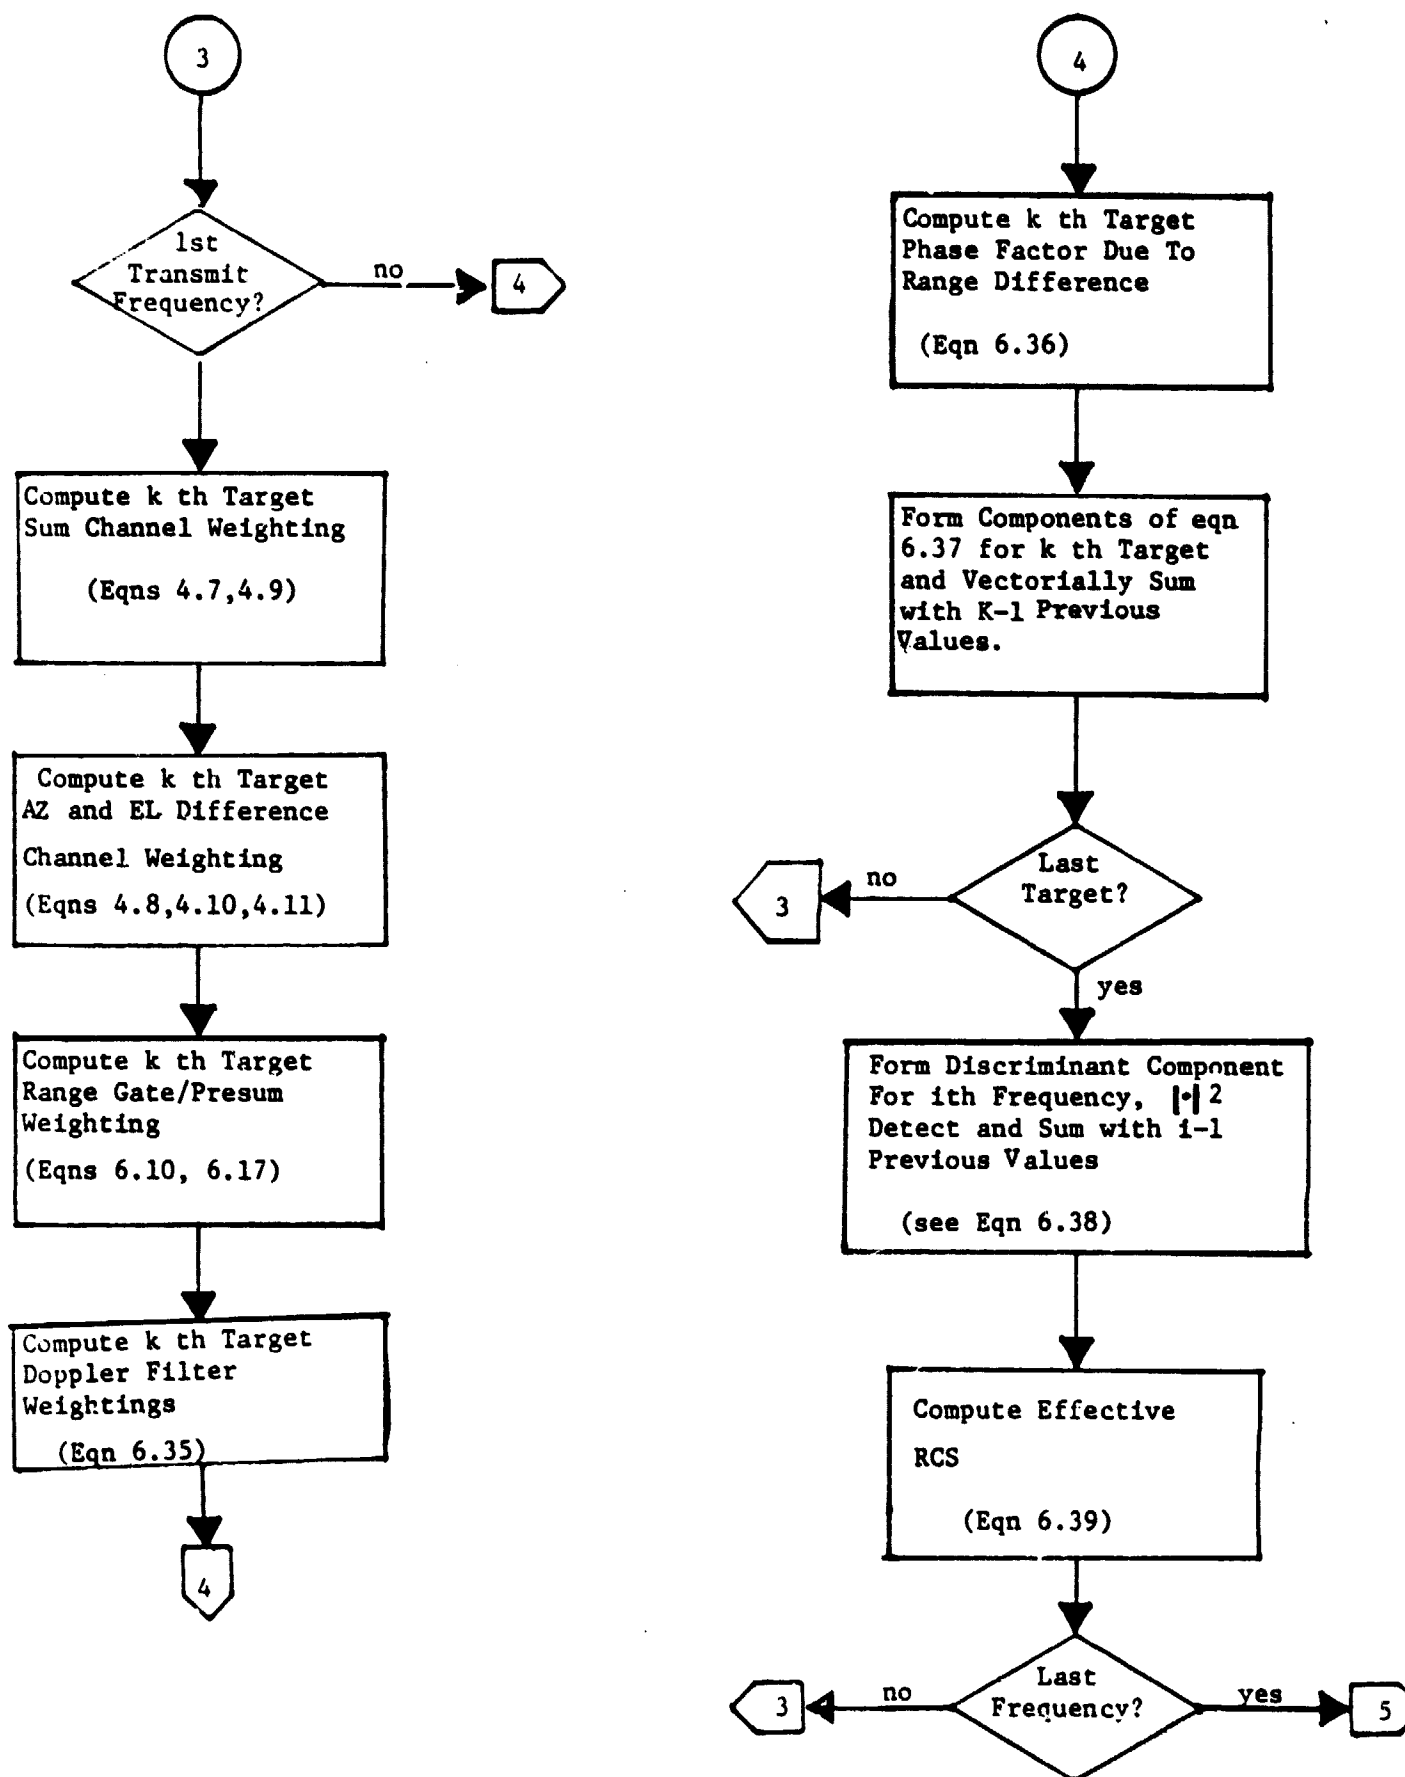 3
1st
Transmit
Frequency?
no
4
Compute k th Target
Sum Channel Weighting
(Eqns 4.7,4.9)
Compute k th Target
AZ and EL Difference
Channel Weighting
(Eqns 4.8,4.10,4.11)
Compute k th Target
Range Gate/Presum
Weighting
(Eqns 6.10, 6.17)
Compute k th Target
Doppler Filter
Weightings
(Eqn 6.35)
4
4
Compute k th Target
Phase Factor Due To
Range Difference
(Eqn 6.36)
Form Components of eqn
6.37 for k th Target
and Vectorially Sum
with K-1 Previous
Values.
Last
Target?
no
3
yes
Form Discriminant Component
For ith Frequency, |•| 2
Detect and Sum with i-1
Previous Values
(see Eqn 6.38)
Compute Effective
RCS
(Eqn 6.39)
Last
Frequency?
no
3
yes
5